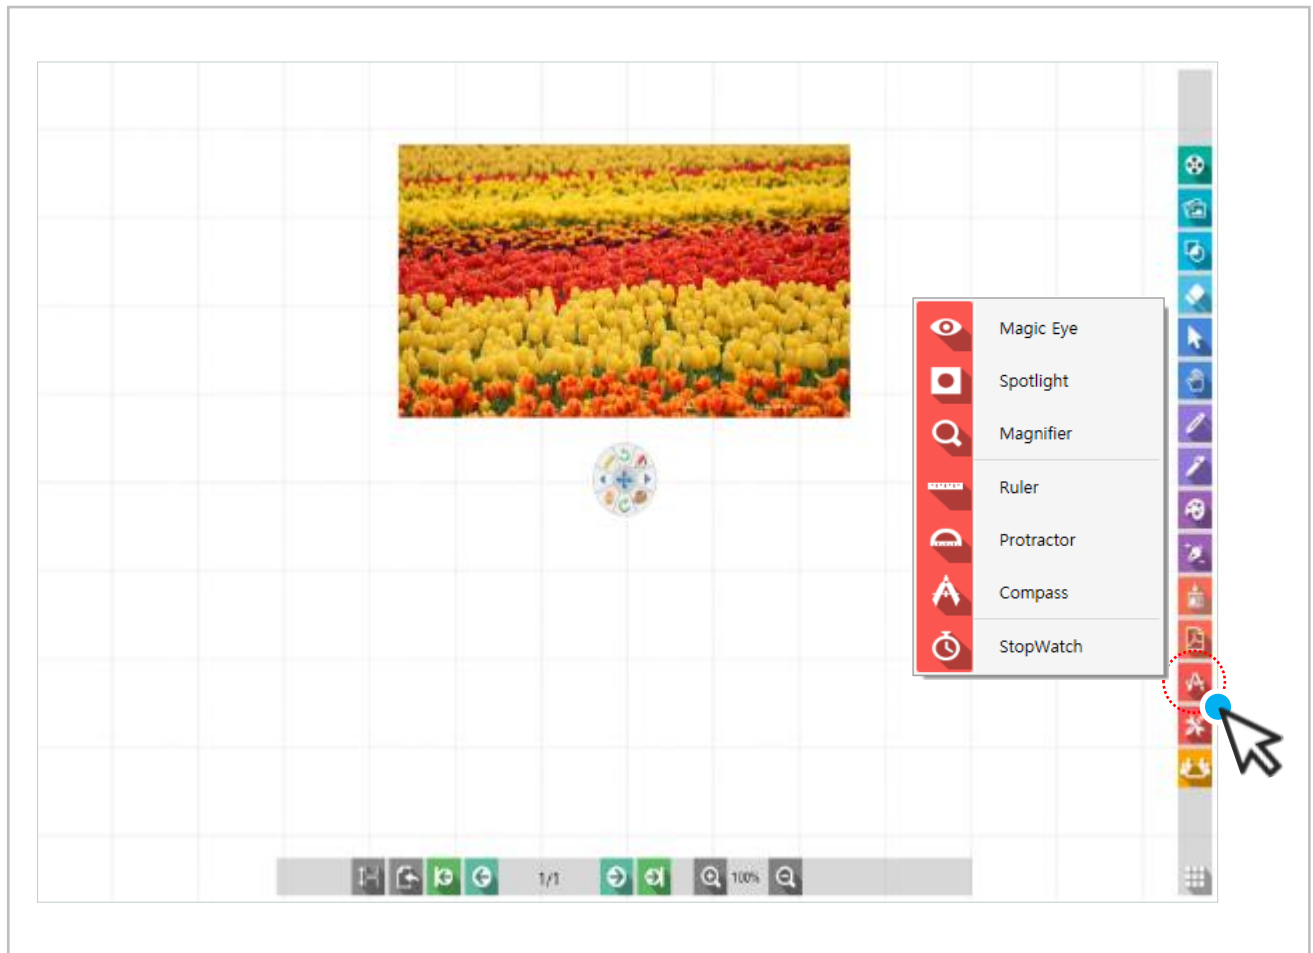 Magic Eye
Spotlight
Magnifier
Ruler
Protractor
Compass
StopWatch
1/1
100%